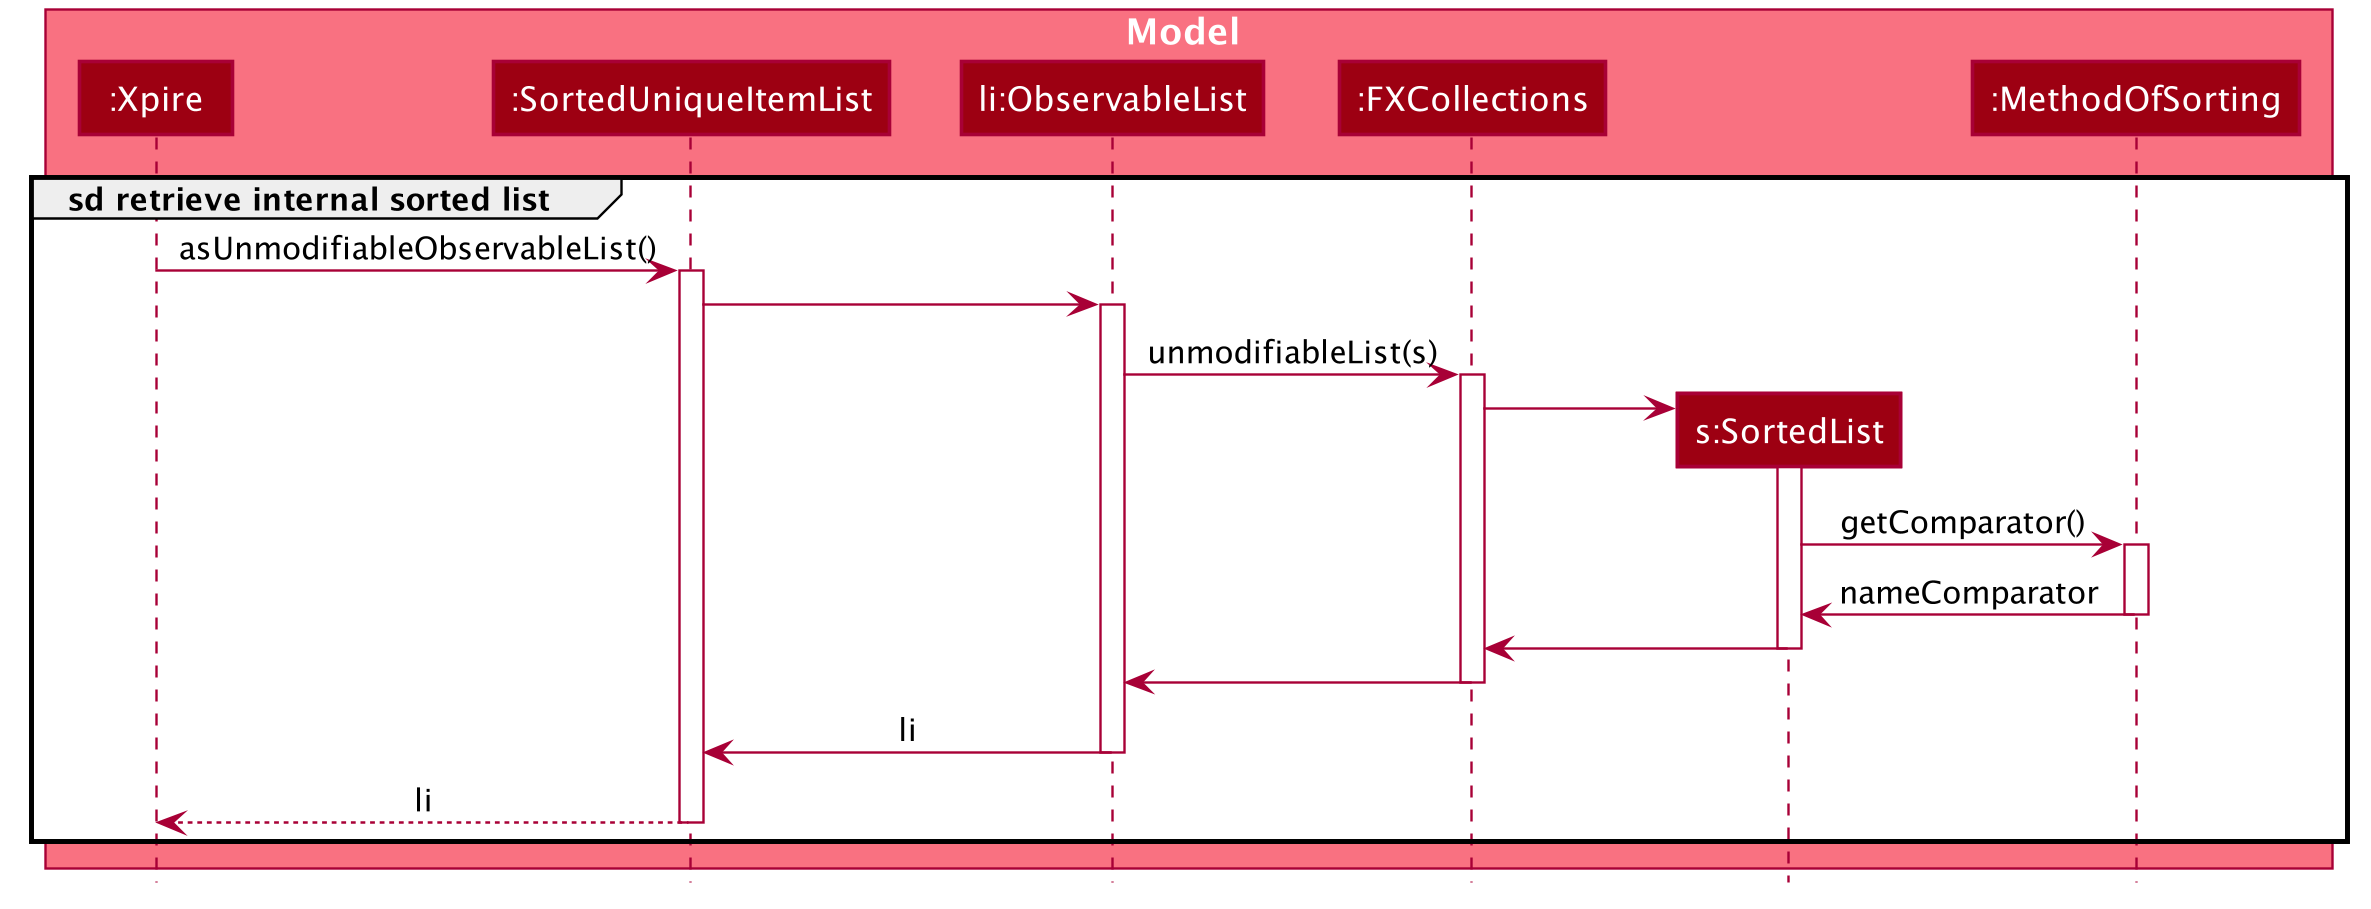 Model
:Xpire
:SortedUniqueItemList
li:ObservableList
:FXCollections
:MethodOfSorting
sd retrieve internal sorted list
asUnmodifiableObservableList()
unmodifiableList(s)
s:SortedList
getComparator()
nameComparator
li
li